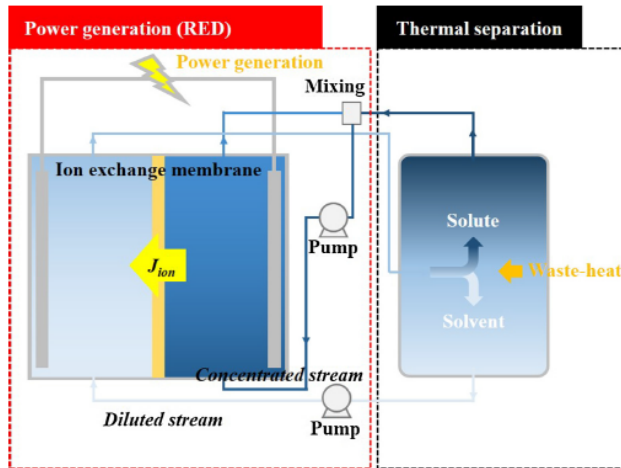 Power generation (RED)
Thermal separation
Power generation
Mixing
Ion exchange membrane
Solute
Pump
J_ion
Waste-heat
Solvent
Concentrated stream
Diluted stream
Pump